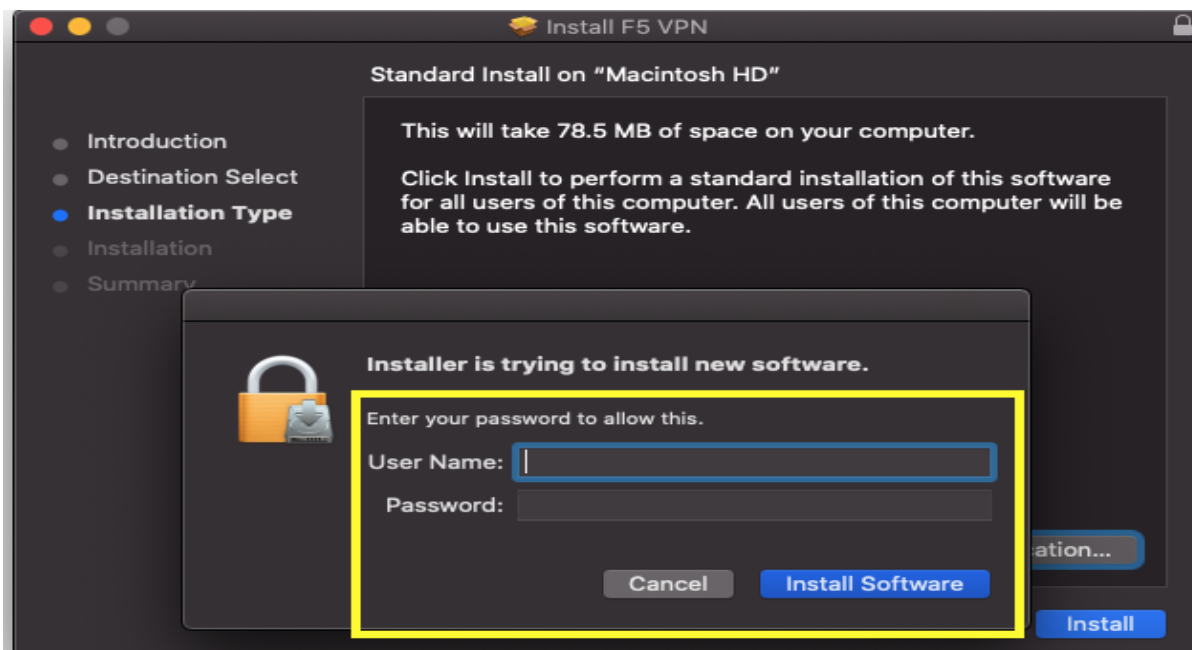 Install F5 VPN
Standard Install on “Macintosh HD”
Introduction
Destination Select
Installation Type
Installation
Summary
This will take 78.5 MB of space on your computer.
Click Install to perform a standard installation of this software
for all users of this computer. All users of this computer will be
able to use this software.
Installer is trying to install new software.
Enter your password to allow this.
User Name:
Password:
Cancel
Install Software
Install